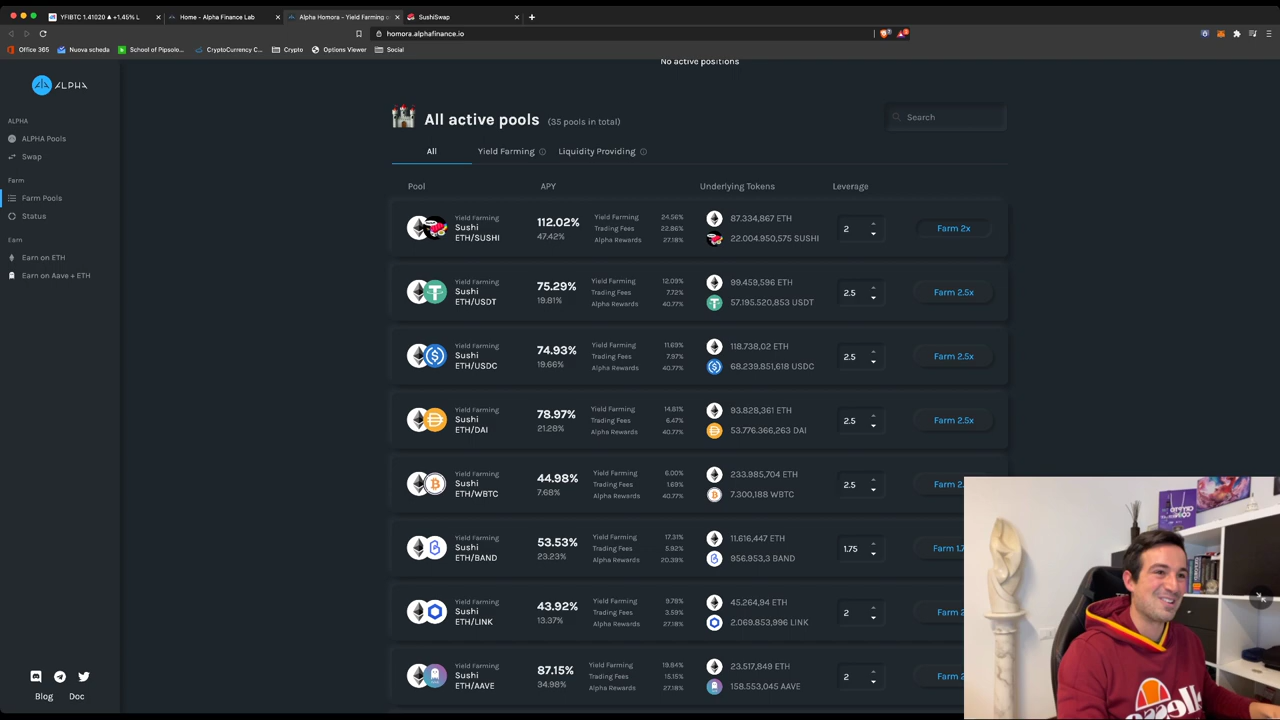 YFIBTC 1.41020 ▲+1.45% L
Home - Alpha Finance Lab
Alpha Homora - Yield Farming
SushiSwap
homora.alphafinance.io
Office 365
Nuova scheda
School of Pipsolo...
CryptoCurrency C...
Crypto
Options Viewer
Social
No active positions
ALPHA
All active pools (35 pools in total)
Search
ALPHA
ALPHA Pools
Swap
Farm
Farm Pools
Status
Earn
Earn on ETH
Earn on Aave + ETH
All
Yield Farming
Liquidity Providing
Pool
APY
Underlying Tokens
Leverage
Yield Farming
Sushi
ETH/SUSHI
112.02%
47.42%
Yield Farming 24.56%
Trading Fees 22.86%
Alpha Rewards 27.18%
87.334,867 ETH
22.004.950,575 SUSHI
2
Farm 2x
Yield Farming
Sushi
ETH/USDT
75.29%
19.81%
Yield Farming 12.09%
Trading Fees 7.72%
Alpha Rewards 40.77%
99.459,596 ETH
57.195.520,853 USDT
2.5
Farm 2.5x
Yield Farming
Sushi
ETH/USDC
74.93%
19.66%
Yield Farming 11.69%
Trading Fees 7.97%
Alpha Rewards 40.77%
118.738,02 ETH
68.239.851,618 USDC
2.5
Farm 2.5x
Yield Farming
Sushi
ETH/DAI
78.97%
21.28%
Yield Farming 14.81%
Trading Fees 6.47%
Alpha Rewards 40.77%
93.828,361 ETH
53.776.366,263 DAI
2.5
Farm 2.5x
Yield Farming
Sushi
ETH/WBTC
44.98%
7.68%
Yield Farming 6.00%
Trading Fees 1.69%
Alpha Rewards 40.77%
233.985,704 ETH
7.300,188 WBTC
2.5
Farm 2.
Yield Farming
Sushi
ETH/BAND
53.53%
23.23%
Yield Farming 17.31%
Trading Fees 5.92%
Alpha Rewards 20.39%
11.616,447 ETH
956.953,3 BAND
1.75
Farm 1.7
Yield Farming
Sushi
ETH/LINK
43.92%
13.37%
Yield Farming 9.78%
Trading Fees 3.59%
Alpha Rewards 27.18%
45.264,94 ETH
2.069.853,996 LINK
2
Farm 2
Yield Farming
Sushi
ETH/AAVE
87.15%
34.98%
Yield Farming 19.84%
Trading Fees 15.15%
Alpha Rewards 27.18%
23.517,849 ETH
158.553,045 AAVE
2
Farm 2
Blog
Doc